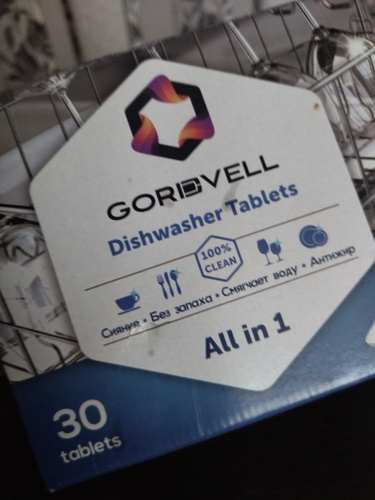 GORDVELL
Dishwasher Tablets
100%
CLEAN
Сияние • Без запаха • Смягчает воду • Антижир
All in 1
30
tablets